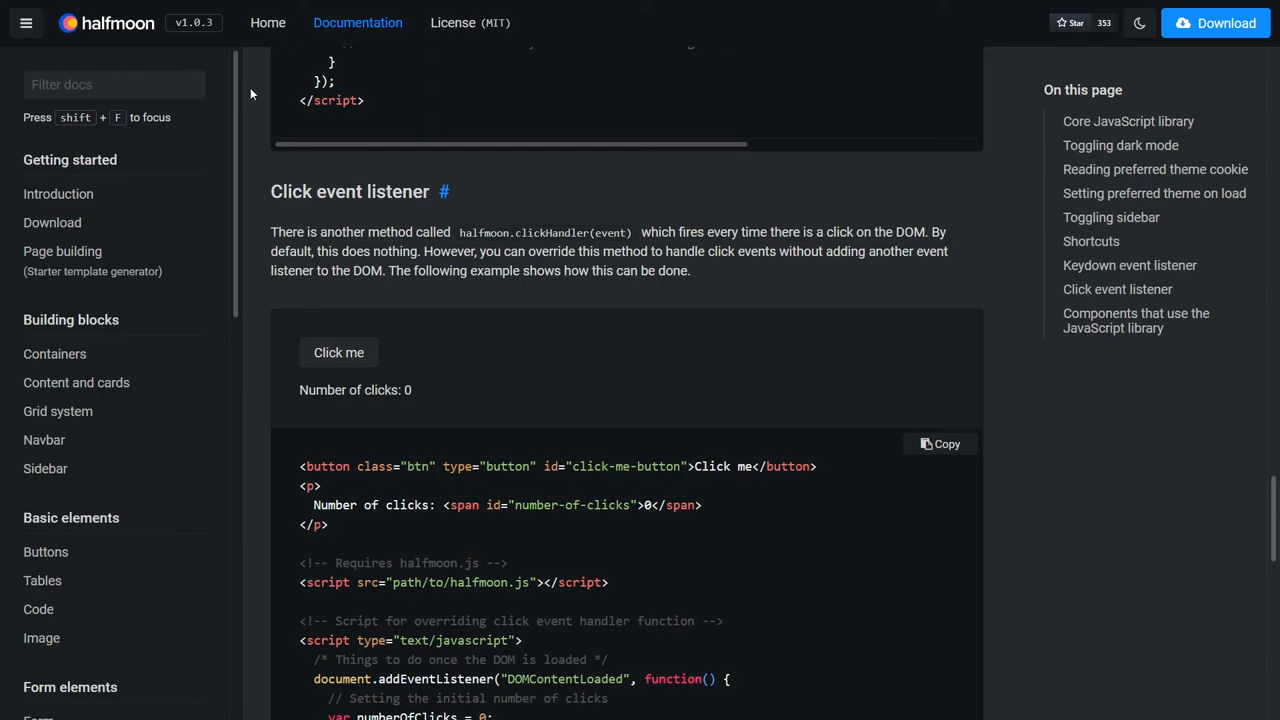 halfmoon v1.0.3 Home Documentation License (MIT) Star 353 Download
Filter docs
Press shift + F to focus
Getting started
Introduction
Download
Page building
(Starter template generator)
Building blocks
Containers
Content and cards
Grid system
Navbar
Sidebar
Basic elements
Buttons
Tables
Code
Image
Form elements
}
});
</script>
Click event listener #
There is another method called halfmoon.clickHandler(event) which fires every time there is a click on the DOM. By
default, this does nothing. However, you can override this method to handle click events without adding another event
listener to the DOM. The following example shows how this can be done.
Click me
Number of clicks: 0
Copy
<button class="btn" type="button" id="click-me-button">Click me</button>
<p>
Number of clicks: <span id="number-of-clicks">0</span>
</p>
<!-- Requires halfmoon.js -->
<script src="path/to/halfmoon.js"></script>
<!-- Script for overriding click event handler function -->
<script type="text/javascript">
/* Things to do once the DOM is loaded */
document.addEventListener("DOMContentLoaded", function() {
// Setting the initial number of clicks
var numberOfClicks = 0;
On this page
Core JavaScript library
Toggling dark mode
Reading preferred theme cookie
Setting preferred theme on load
Toggling sidebar
Shortcuts
Keydown event listener
Click event listener
Components that use the
JavaScript library